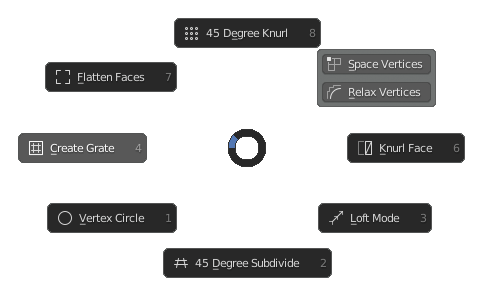 45 Degree Knurl 8
Space Vertices
Flatten Faces 7
Relax Vertices
Create Grate 4
Knurl Face 6
Vertex Circle 1
Loft Mode 3
45 Degree Subdivide 2